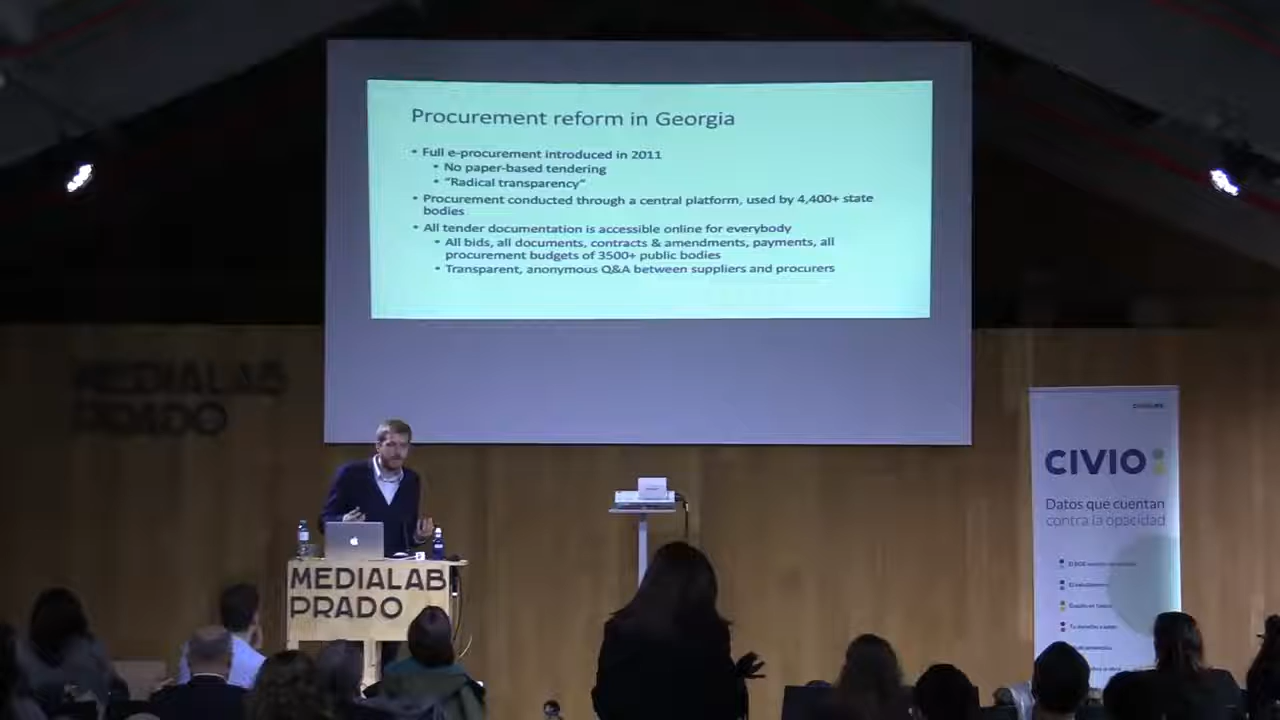 Procurement reform in Georgia
• Full e-procurement introduced in 2011
• No paper-based tendering
• "Radical transparency"
• Procurement conducted through a central platform, used by 4,400+ state
bodies
• All tender documentation is accessible online for everybody
• All bids, all documents, contracts & amendments, payments, all
procurement budgets of 3500+ public bodies
• Transparent, anonymous Q&A between suppliers and procurers
MEDIALAB
PRADO
CIVIO
Datos que cuentan
contra la opacidad
MEDIALAB
PRADO